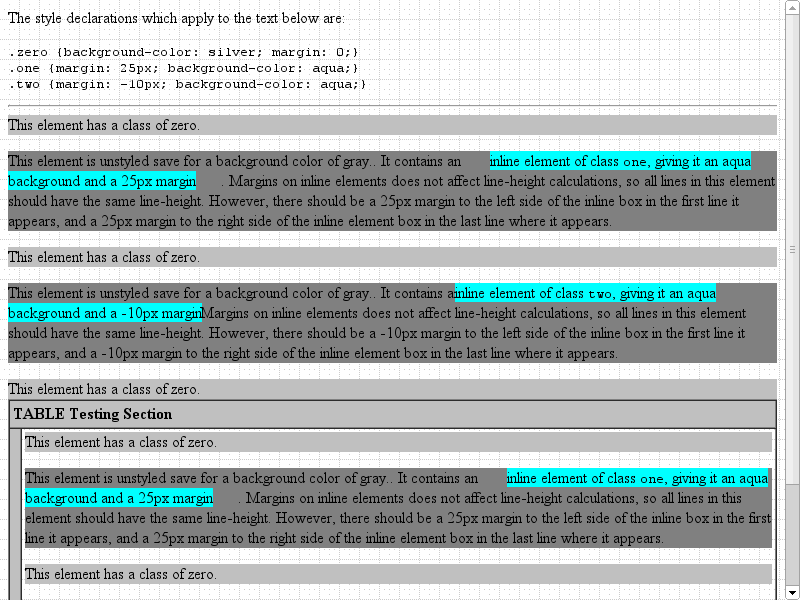 The style declarations which apply to the text below are:
.zero {background-color: silver; margin: 0;}
.one {margin: 25px; background-color: aqua;}
.two {margin: -10px; background-color: aqua;}
This element has a class of zero.
This element is unstyled save for a background color of gray.. It contains an inline element of class one, giving it an aqua
background and a 25px margin . Margins on inline elements does not affect line-height calculations, so all lines in this element
should have the same line-height. However, there should be a 25px margin to the left side of the inline box in the first line it
appears, and a 25px margin to the right side of the inline element box in the last line where it appears.
This element has a class of zero.
This element is unstyled save for a background color of gray.. It contains a inline element of class two, giving it an aqua
background and a -10px margin Margins on inline elements does not affect line-height calculations, so all lines in this element
should have the same line-height. However, there should be a -10px margin to the left side of the inline box in the first line it
appears, and a -10px margin to the right side of the inline element box in the last line where it appears.
This element has a class of zero.
TABLE Testing Section
This element has a class of zero.
This element is unstyled save for a background color of gray.. It contains an inline element of class one, giving it an aqua
background and a 25px margin . Margins on inline elements does not affect line-height calculations, so all lines in this
element should have the same line-height. However, there should be a 25px margin to the left side of the inline box in the first
line it appears, and a 25px margin to the right side of the inline element box in the last line where it appears.
This element has a class of zero.